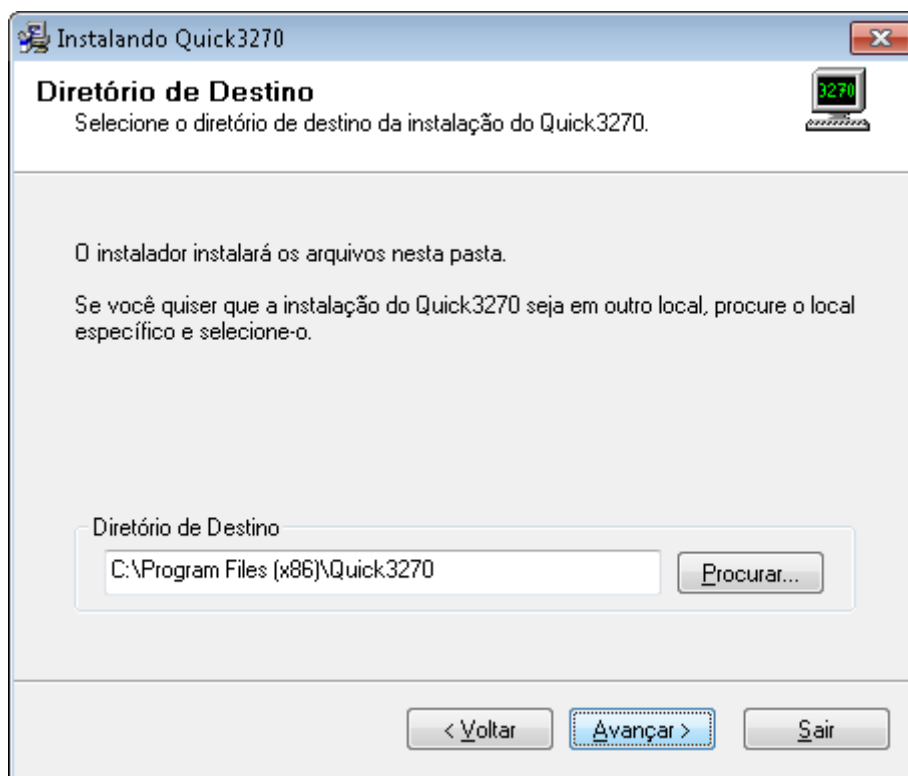 Instalando Quick3270
Diretório de Destino
Selecione o diretório de destino da instalação do Quick3270.
3270
O instalador instalará os arquivos nesta pasta.
Se você quiser que a instalação do Quick3270 seja em outro local, procure o local
específico e selecione-o.
Diretório de Destino
C:\Program Files (x86)\Quick3270
Procurar...
< Voltar
Avançar >
Sair